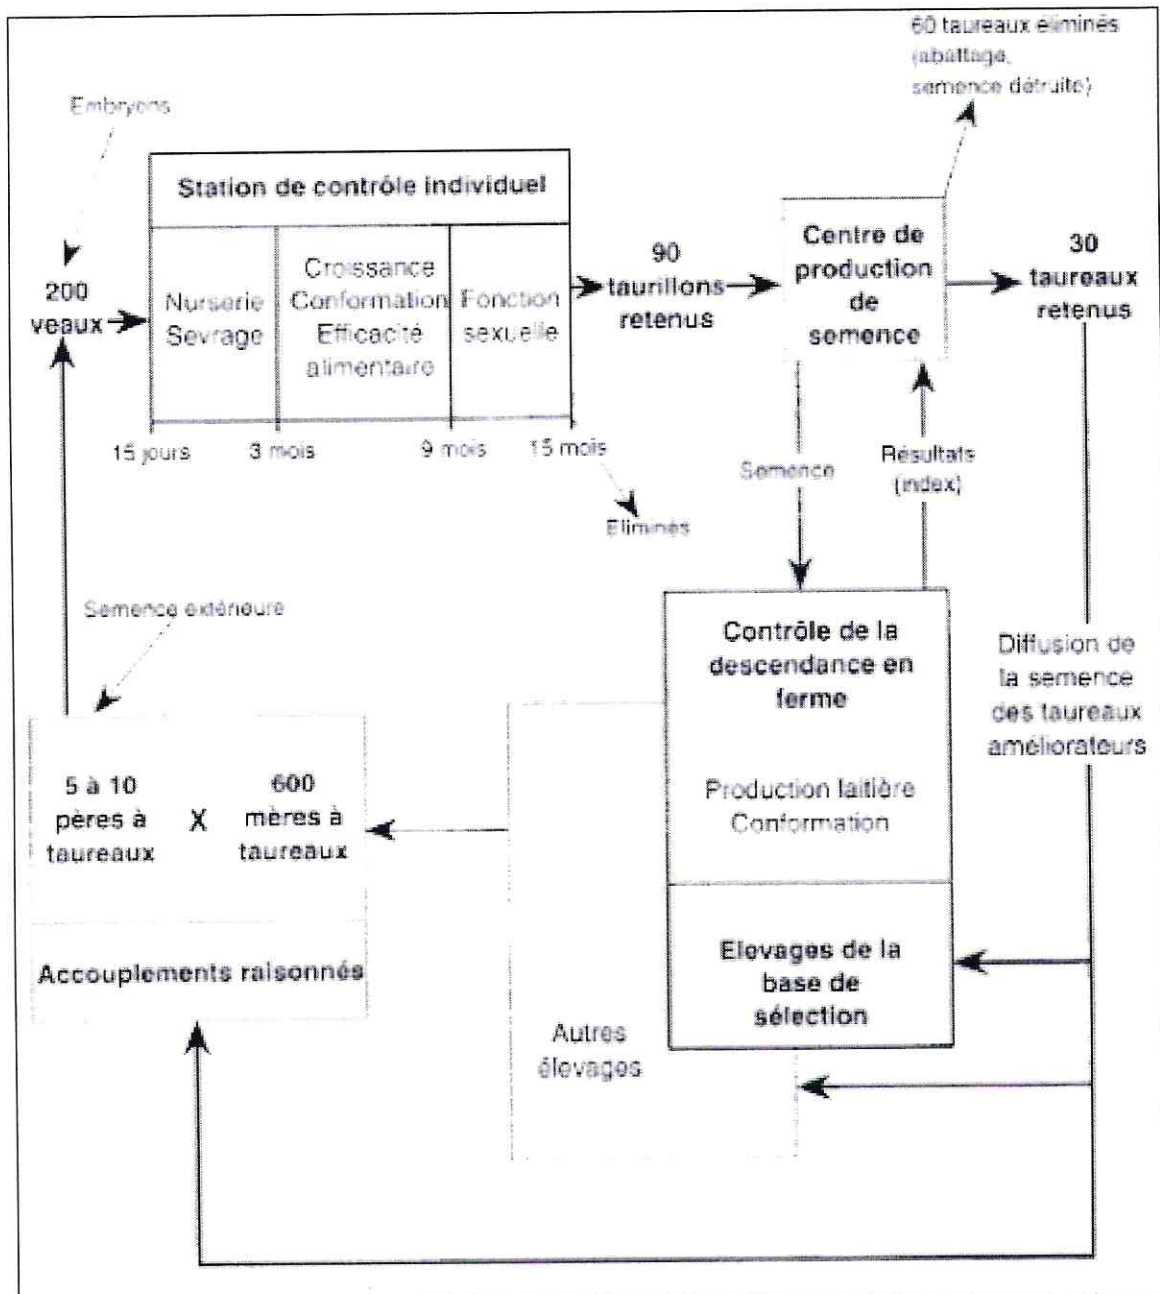 60 taureaux éliminés
(abattage,
semence détruite)
Embryons
Station de contrôle individuel
200
veaux
Nurserie
Sevrage
Croissance
Conformation
Efficacité
alimentaire
Fonction
sexuelle
90
taurillons
retenus
Centre de
production
de
semence
30
taureaux
retenus
15 jours
3 mois
9 mois
15 mois
Eliminés
Semence
Résultats
(index)
Semence extérieure
Contrôle de la
descendance en
ferme
Production laitière
Conformation
Diffusion de
la semence
des taureaux
améliorateurs
5 à 10
pères à
taureaux
X
600
mères à
taureaux
Accouplements raisonnés
Elevages de la
base de
sélection
Autres
élevages